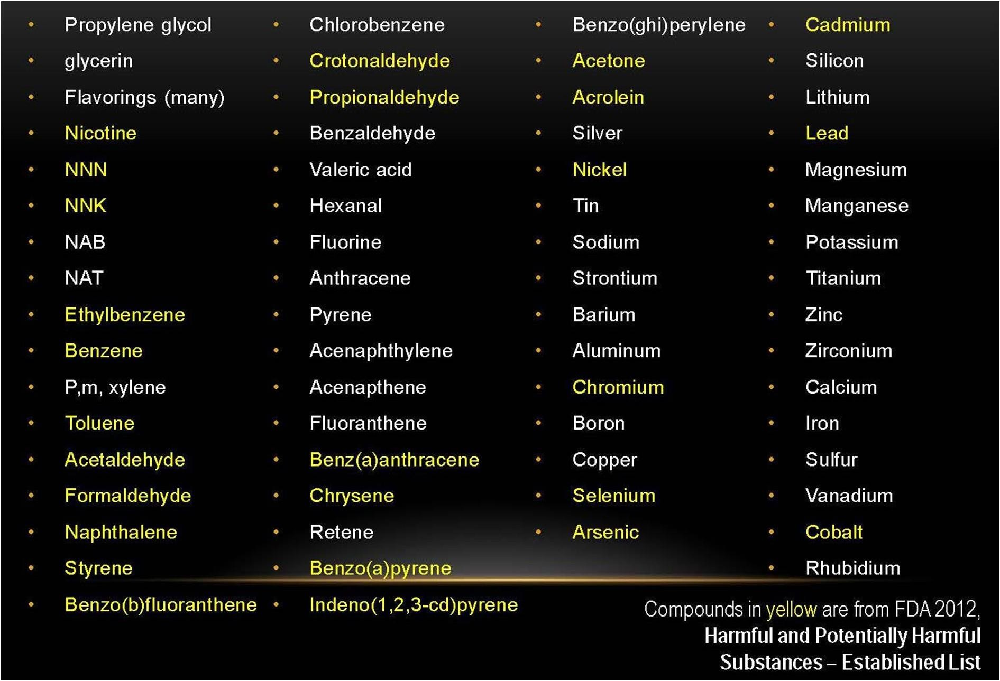 • Propylene glycol
• glycerin
• Flavorings (many)
• Nicotine
• NNN
• NNK
• NAB
• NAT
• Ethylbenzene
• Benzene
• P,m, xylene
• Toluene
• Acetaldehyde
• Formaldehyde
• Naphthalene
• Styrene
• Benzo(b)fluoranthene
• Chlorobenzene
• Crotonaldehyde
• Propionaldehyde
• Benzaldehyde
• Valeric acid
• Hexanal
• Fluorine
• Anthracene
• Pyrene
• Acenaphthylene
• Acenapthene
• Fluoranthene
• Benz(a)anthracene
• Chrysene
• Retene
• Benzo(a)pyrene
• Indeno(1,2,3-cd)pyrene
• Benzo(ghi)perylene
• Acetone
• Acrolein
• Silver
• Nickel
• Tin
• Sodium
• Strontium
• Barium
• Aluminum
• Chromium
• Boron
• Copper
• Selenium
• Arsenic
• Cadmium
• Silicon
• Lithium
• Lead
• Magnesium
• Manganese
• Potassium
• Titanium
• Zinc
• Zirconium
• Calcium
• Iron
• Sulfur
• Vanadium
• Cobalt
• Rhubidium
Compounds in yellow are from FDA 2012,
Harmful and Potentially Harmful
Substances – Established List